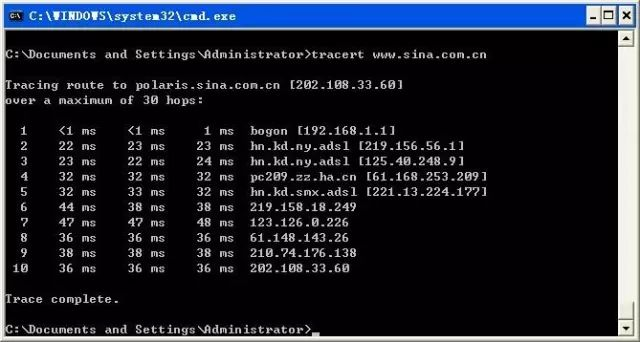 C:\WINDOWS\system32\cmd.exe
C:\Documents and Settings\Administrator>tracert www.sina.com.cn
Tracing route to polaris.sina.com.cn [202.108.33.60]
over a maximum of 30 hops:
1 <1 ms <1 ms 1 ms bogon [192.168.1.1]
2 22 ms 23 ms 23 ms hn.kd.ny.adsl [219.156.56.1]
3 23 ms 22 ms 24 ms hn.kd.ny.adsl [125.40.248.9]
4 32 ms 32 ms 32 ms pc209.zz.ha.cn [61.168.253.209]
5 32 ms 33 ms 32 ms hn.kd.smx.adsl [221.13.224.177]
6 44 ms 38 ms 38 ms 219.158.18.249
7 47 ms 47 ms 48 ms 123.126.0.226
8 36 ms 36 ms 36 ms 61.148.143.26
9 38 ms 38 ms 38 ms 210.74.176.138
10 36 ms 36 ms 36 ms 202.108.33.60
Trace complete.
C:\Documents and Settings\Administrator>_